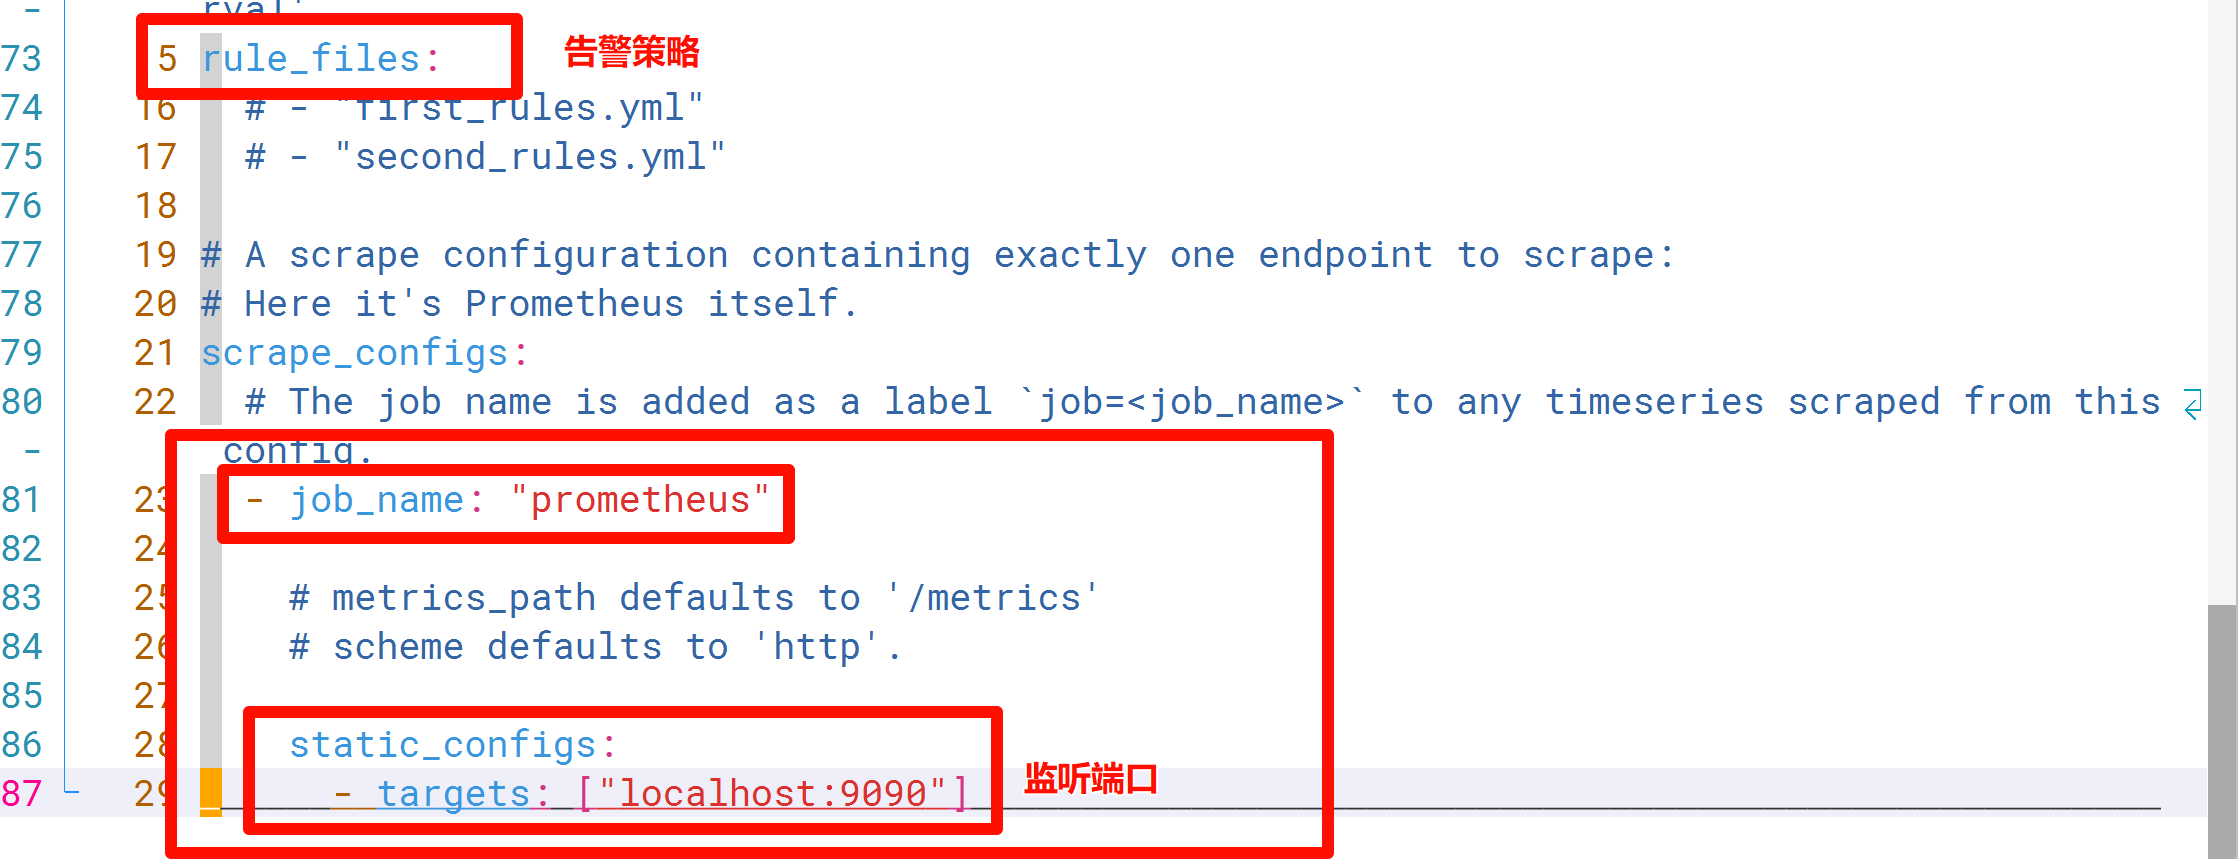 73 5 rule_files: 告警策略
74 16 # - "first_rules.yml"
75 17 # - "second_rules.yml"
76 18
77 19 # A scrape configuration containing exactly one endpoint to scrape:
78 20 # Here it's Prometheus itself.
79 21 scrape_configs:
80 22 # The job name is added as a label `job=<job_name>` to any timeseries scraped from this
- config.
81 23 - job_name: "prometheus"
82 24
83 25 # metrics_path defaults to '/metrics'
84 26 # scheme defaults to 'http'.
85 27
86 28 static_configs:
87 29 - targets: ["localhost:9090"] 监听端口